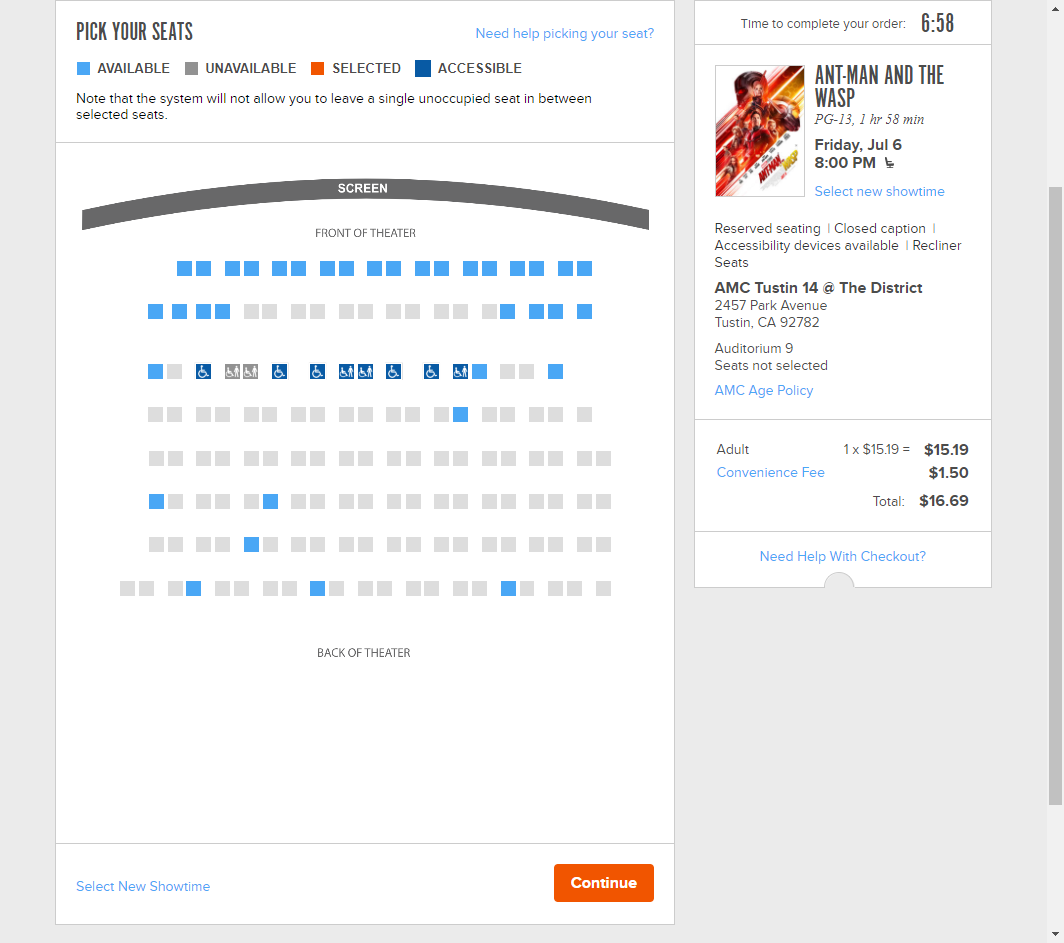 PICK YOUR SEATS
Need help picking your seat?
AVAILABLE UNAVAILABLE SELECTED ACCESSIBLE
Note that the system will not allow you to leave a single unoccupied seat in between
selected seats.
SCREEN
FRONT OF THEATER
BACK OF THEATER
Select New Showtime
Continue
Time to complete your order: 6:58
ANT-MAN AND THE
WASP
PG-13, 1 hr 58 min
Friday, Jul 6
8:00 PM
Select new showtime
ANT-MAN
Reserved seating | Closed caption |
Accessibility devices available | Recliner
Seats
AMC Tustin 14 @ The District
2457 Park Avenue
Tustin, CA 92782
Auditorium 9
Seats not selected
AMC Age Policy
Adult 1 x $15.19 = $15.19
Convenience Fee $1.50
Total: $16.69
Need Help With Checkout?